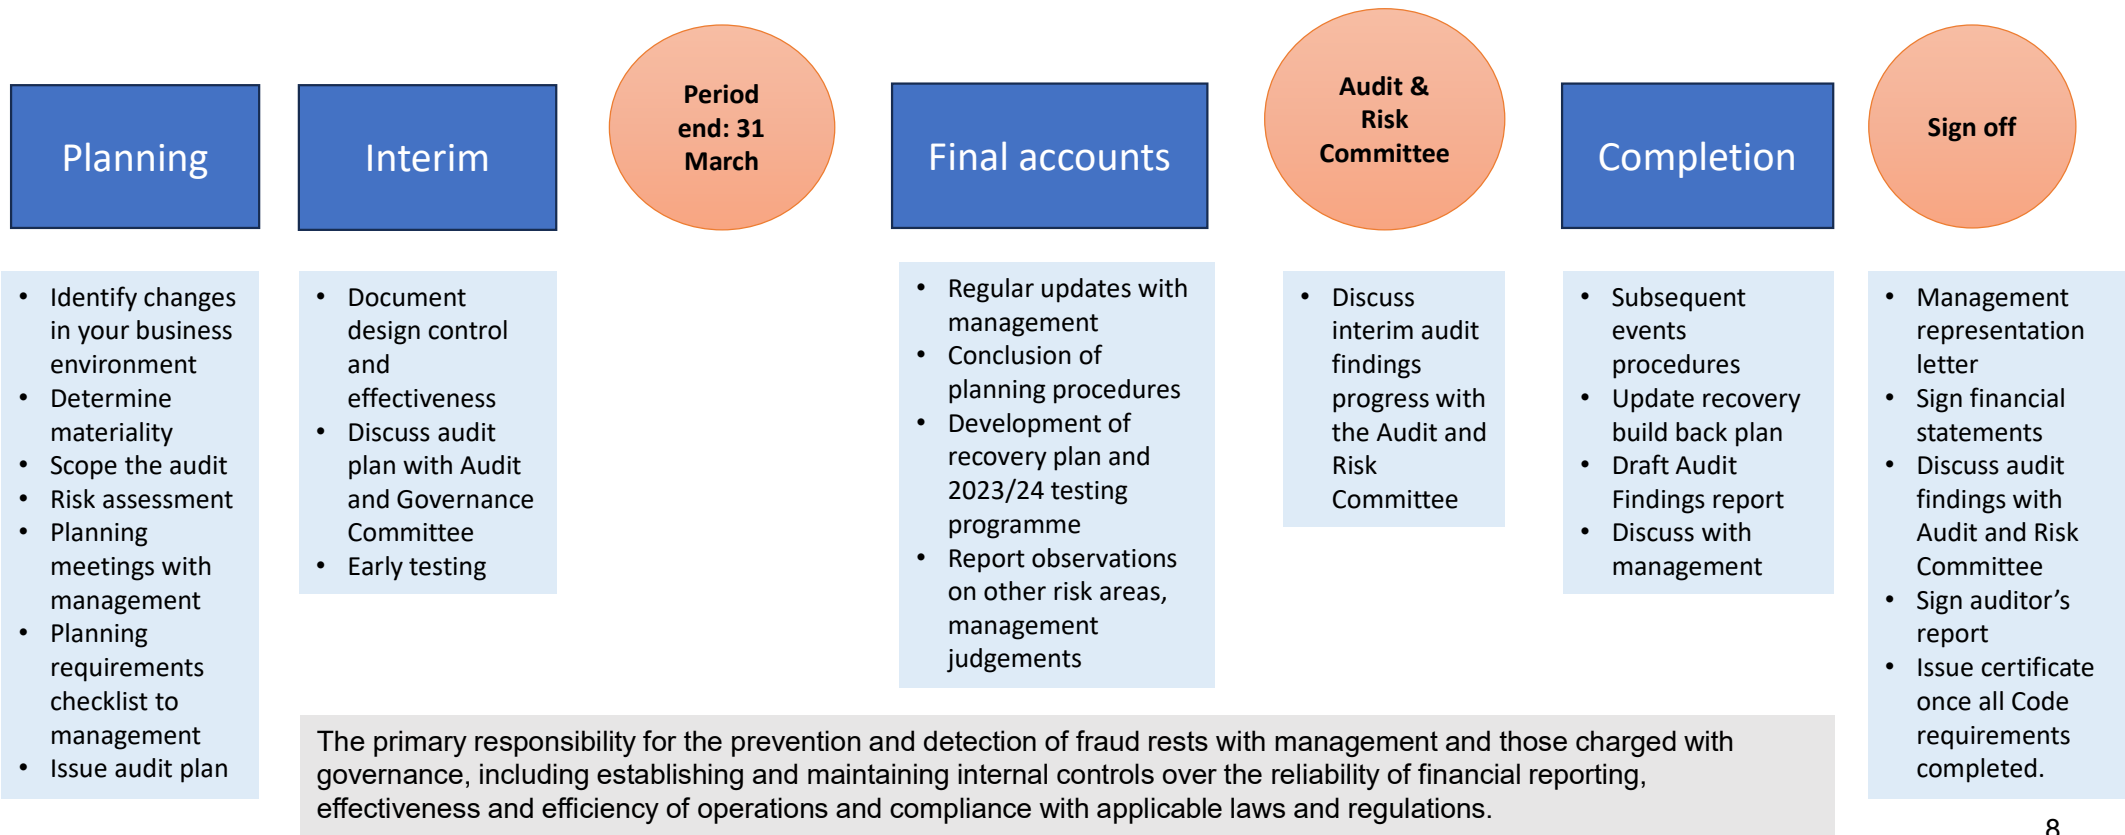 Planning
Interim
Period
end: 31
March
Final accounts
Audit &
Risk
Committee
Completion
Sign off
• Identify changes
in your business
environment
• Determine
materiality
• Scope the audit
• Risk assessment
• Planning
meetings with
management
• Planning
requirements
checklist to
management
• Issue audit plan
• Document
design control
and
effectiveness
• Discuss audit
plan with Audit
and Governance
Committee
• Early testing
• Regular updates with
management
• Conclusion of
planning procedures
• Development of
recovery plan and
2023/24 testing
programme
• Report observations
on other risk areas,
management
judgements
• Discuss
interim audit
findings
progress with
the Audit and
Risk
Committee
• Subsequent
events
procedures
• Update recovery
build back plan
• Draft Audit
Findings report
• Discuss with
management
• Management
representation
letter
• Sign financial
statements
• Discuss audit
findings with
Audit and Risk
Committee
• Sign auditor’s
report
• Issue certificate
once all Code
requirements
completed.
The primary responsibility for the prevention and detection of fraud rests with management and those charged with
governance, including establishing and maintaining internal controls over the reliability of financial reporting,
effectiveness and efficiency of operations and compliance with applicable laws and regulations.
8